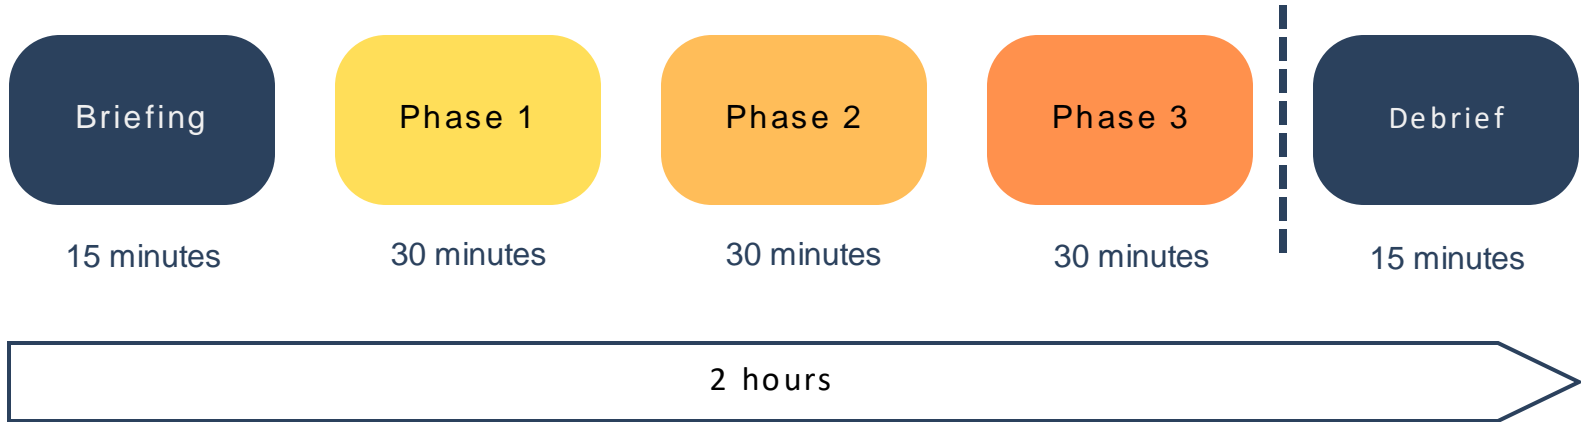 Briefing
Phase 1
Phase 2
Phase 3
Debrief
15 minutes
30 minutes
30 minutes
30 minutes
15 minutes
2 hours